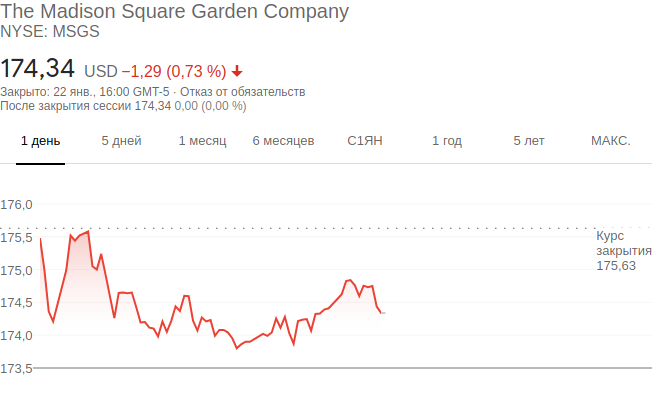 The Madison Square Garden Company
NYSE: MSGS
174,34 USD −1,29 (0,73 %)
Закрыто: 22 янв., 16:00 GMT-5 · Отказ от обязательств
После закрытия сессии 174,34 0,00 (0,00 %)
1 день 5 дней 1 месяц 6 месяцев С1ЯН 1 год 5 лет МАКС.
176,0
175,5
175,0
174,5
174,0
173,5
Курс
закрытия
175,63